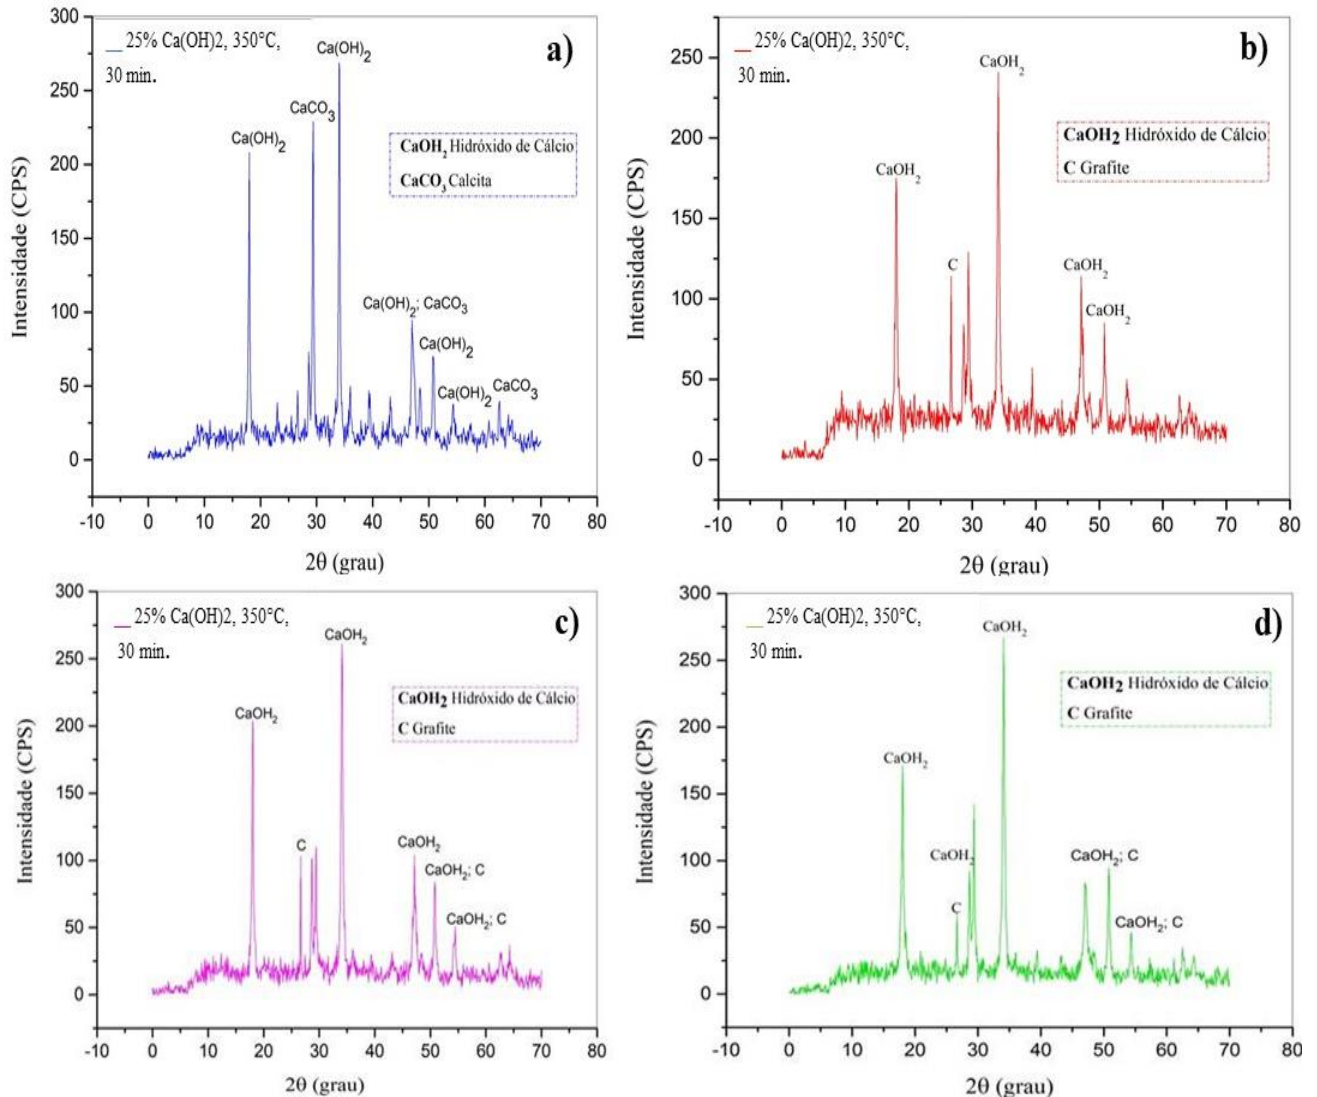 25% Ca(OH)2, 350°C,
30 min.
a)
Ca(OH)2
CaCO3
Ca(OH)2
Ca(OH)2; CaCO3
Ca(OH)2
Ca(OH)2
CaCO3
CaOH2 Hidróxido de Cálcio
CaCO3 Calcita
Intensidade (CPS)
300
250
200
150
100
50
0
-10 0 10 20 30 40 50 60 70 80
2θ (grau)
25% Ca(OH)2, 350°C,
30 min.
b)
CaOH2
C
CaOH2
CaOH2
CaOH2
CaOH2 Hidróxido de Cálcio
C Grafite
Intensidade (CPS)
250
200
150
100
50
0
-10 0 10 20 30 40 50 60 70 80
2θ (grau)
25% Ca(OH)2, 350°C,
30 min.
c)
CaOH2
C
CaOH2
CaOH2
CaOH2; C
CaOH2; C
CaOH2 Hidróxido de Cálcio
C Grafite
Intensidade (CPS)
300
250
200
150
100
50
0
-10 0 10 20 30 40 50 60 70 80
2θ (grau)
25% Ca(OH)2, 350°C,
30 min.
d)
CaOH2
C
CaOH2
CaOH2
CaOH2; C
CaOH2; C
CaOH2 Hidróxido de Cálcio
C Grafite
Intensidade (CPS)
300
250
200
150
100
50
0
-10 0 10 20 30 40 50 60 70 80
2θ (grau)